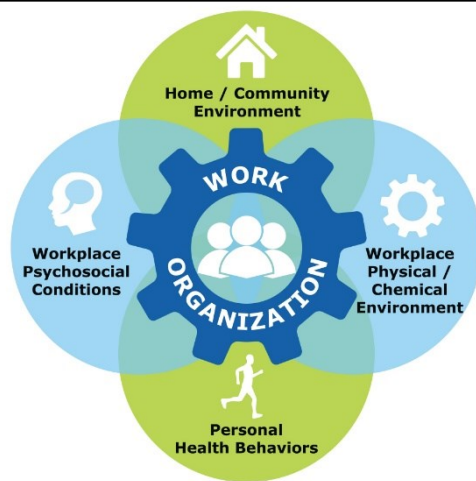 Home / Community
Environment
WORK
ORGANIZATION
Workplace
Psychosocial
Conditions
Workplace
Physical /
Chemical
Environment
Personal
Health Behaviors